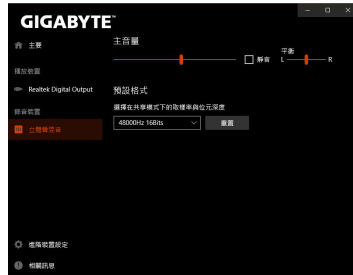 GIGABYTE™
主要
播放裝置
Realtek Digital Output
錄音裝置
立體聲混音
進階裝置設定
相關訊息
主音量
靜音
平衡
L R
預設格式
選擇在共享模式下的取樣率與位元深度
48000Hz 16Bits
重置